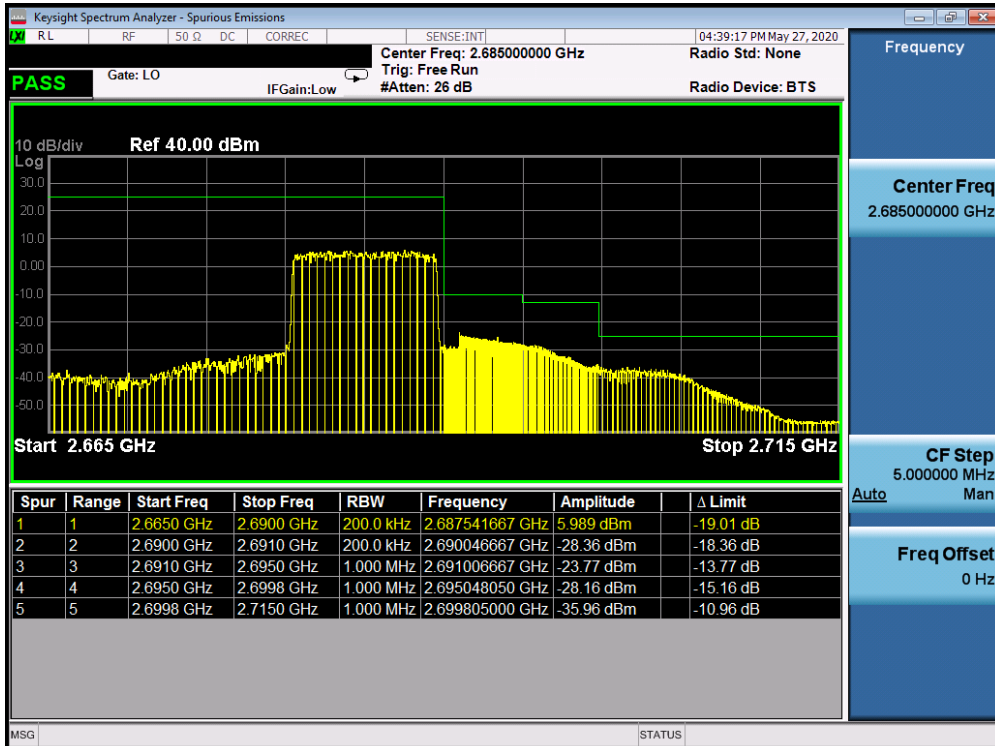 Keysight Spectrum Analyzer - Spurious Emissions
LXI RL RF 50 Ω DC CORREC SENSE:INT 04:39:17 PM May 27, 2020
Center Freq: 2.685000000 GHz Radio Std: None
PASS Gate: LO Trig: Free Run
IFGain:Low #Atten: 26 dB Radio Device: BTS
10 dB/div Ref 40.00 dBm
Log
30.0
20.0
10.0
0.00
-10.0
-20.0
-30.0
-40.0
-50.0
Start 2.665 GHz Stop 2.715 GHz
Spur Range Start Freq Stop Freq RBW Frequency Amplitude Δ Limit
1 1 2.6650 GHz 2.6900 GHz 200.0 kHz 2.687541667 GHz 5.989 dBm -19.01 dB
2 2 2.6900 GHz 2.6910 GHz 200.0 kHz 2.690046667 GHz -28.36 dBm -18.36 dB
3 3 2.6910 GHz 2.6950 GHz 1.000 MHz 2.691006667 GHz -23.77 dBm -13.77 dB
4 4 2.6950 GHz 2.6998 GHz 1.000 MHz 2.695048050 GHz -28.16 dBm -15.16 dB
5 5 2.6998 GHz 2.7150 GHz 1.000 MHz 2.699805000 GHz -35.96 dBm -10.96 dB
MSG STATUS
Frequency
Center Freq
2.685000000 GHz
CF Step
5.000000 MHz
Auto Man
Freq Offset
0 Hz